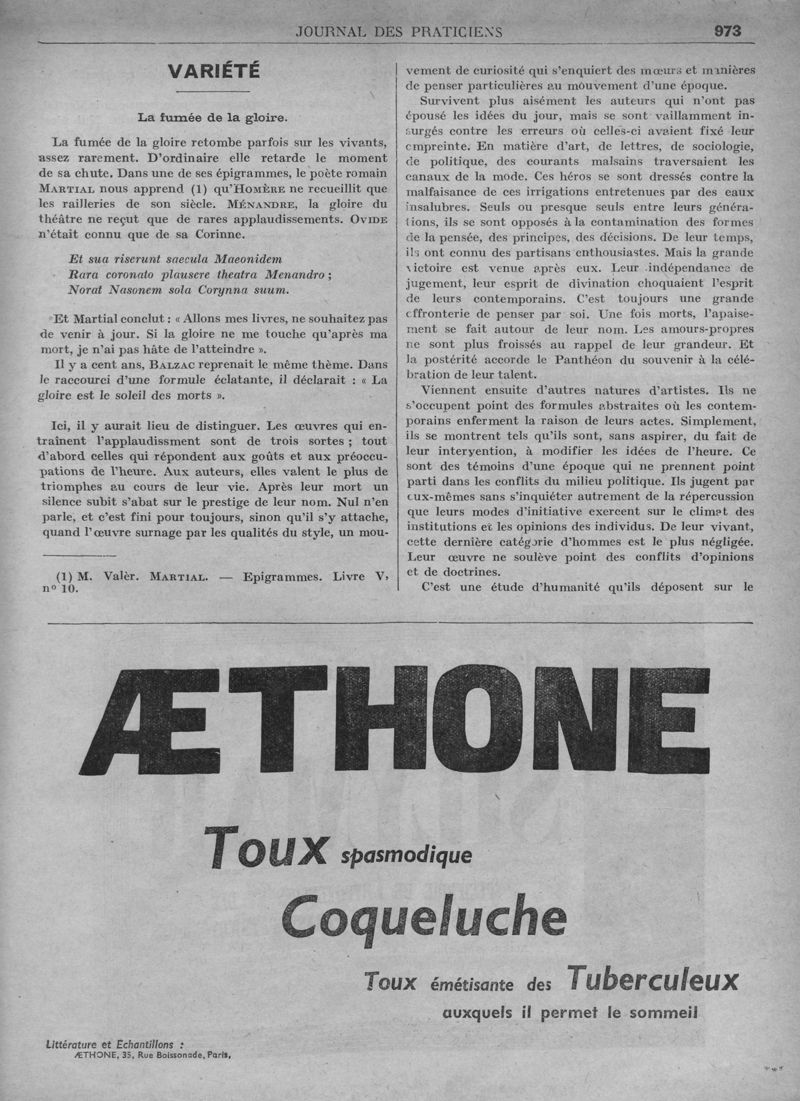 JOURNAL DES PRATICIENS 973
VARIÉTÉ
La fumée de la gloire.
La fumée de la gloire retombe parfois sur les vivants,
assez rarement. D'ordinaire elle retarde le moment
de sa chute. Dans une de ses épigrammes, le poète romain
MARTIAL nous apprend (1) qu'HOMÈRE ne recueillit que
les railleries de son siècle. MÉNANDRE, la gloire du
théâtre ne reçut que de rares applaudissements. OVIDE
n'était connu que de sa Corinne.
Et sua riserunt saecula Maeonidem
Rara coronato plausere theatra Menandro ;
Norat Nasonem sola Corynna suum.
Et Martial conclut : « Allons mes livres, ne souhaitez pas
de venir à jour. Si la gloire ne me touche qu'après ma
mort, je n'ai pas hâte de l'atteindre ».
Il y a cent ans, BALZAC reprenait le même thème. Dans
le raccourci d'une formule éclatante, il déclarait : « La
gloire est le soleil des morts ».
Ici, il y aurait lieu de distinguer. Les œuvres qui en-
traînent l'applaudissment sont de trois sortes ; tout
d'abord celles qui répondent aux goûts et aux préoccu-
pations de l'heure. Aux auteurs, elles valent le plus de
triomphes au cours de leur vie. Après leur mort un
silence subit s'abat sur le prestige de leur nom. Nul n'en
parle, et c'est fini pour toujours, sinon qu'il s'y attache,
quand l'œuvre surnage par les qualités du style, un mou-
(1) M. Valèr. MARTIAL. — Epigrammes. Livre V,
nº 10.
vement de curiosité qui s'enquiert des mœurs et manières
de penser particulières au mouvement d'une époque.
Survivent plus aisément les auteurs qui n'ont pas
épousé les idées du jour, mais se sont vaillamment in-
surgés contre les erreurs où celles-ci avaient fixé leur
empreinte. En matière d'art, de lettres, de sociologie,
de politique, des courants malsains traversaient les
canaux de la mode. Ces héros se sont dressés contre la
malfaisance de ces irrigations entretenues par des eaux
insalubres. Seuls ou presque seuls entre leurs généra-
tions, ils se sont opposés à la contamination des formes
de la pensée, des principes, des décisions. De leur temps,
ils ont connu des partisans enthousiastes. Mais la grande
victoire est venue après eux. Leur indépendance de
jugement, leur esprit de divination choquaient l'esprit
de leurs contemporains. C'est toujours une grande
effronterie de penser par soi. Une fois morts, l'apaise-
ment se fait autour de leur nom. Les amours-propres
ne sont plus froissés au rappel de leur grandeur. Et
la postérité accorde le Panthéon du souvenir à la célé-
bration de leur talent.
Viennent ensuite d'autres natures d'artistes. Ils ne
s'occupent point des formules abstraites où les contem-
porains enferment la raison de leurs actes. Simplement,
ils se montrent tels qu'ils sont, sans aspirer, du fait de
leur intervention, à modifier les idées de l'heure. Ce
sont des témoins d'une époque qui ne prennent point
parti dans les conflits du milieu politique. Ils jugent par
eux-mêmes sans s'inquiéter autrement de la répercussion
que leurs modes d'initiative exercent sur le climat des
institutions et les opinions des individus. De leur vivant,
cette dernière catégorie d'hommes est le plus négligée.
Leur œuvre ne soulève point des conflits d'opinions
et de doctrines.
C'est une étude d'humanité qu'ils déposent sur le
ÆTHONE
Toux spasmodique
Coqueluche
Toux émétisante des Tuberculeux
auxquels il permet le sommeil
Littérature et Echantillons :
ÆTHONE, 35, Rue Boissonade, Paris,